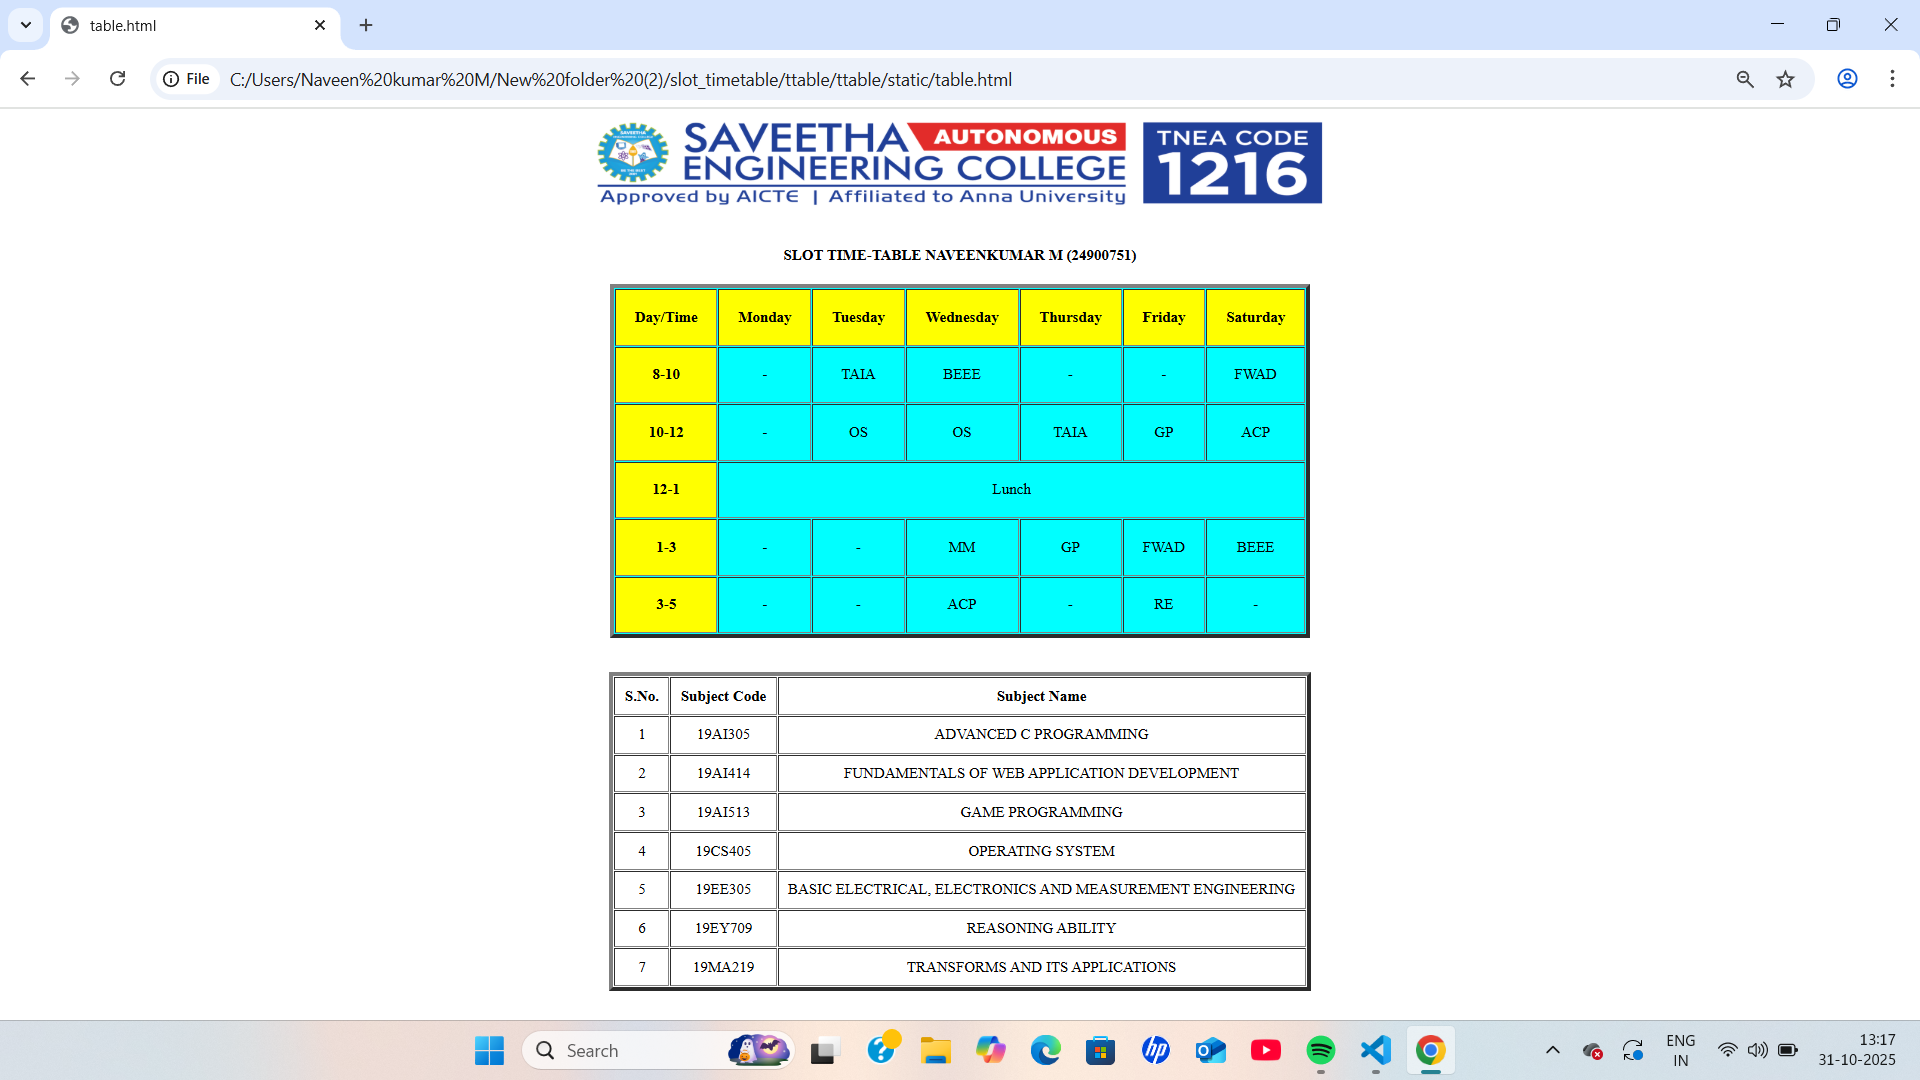 table.html
File
C:/Users/Naveen%20kumar%20M/New%20folder%20(2)/slot_timetable/ttable/ttable/static/table.html
SAVEETHA AUTONOMOUS
ENGINEERING COLLEGE
Approved by AICTE | Affiliated to Anna University
TNEA CODE
1216
SLOT TIME-TABLE NAVEENKUMAR M (24900751)
Day/Time Monday Tuesday Wednesday Thursday Friday Saturday
8-10 - TAIA BEEE - - FWAD
10-12 - OS OS TAIA GP ACP
12-1 Lunch
1-3 - - MM GP FWAD BEEE
3-5 - - ACP - RE -
S.No. Subject Code Subject Name
1 19AI305 ADVANCED C PROGRAMMING
2 19AI414 FUNDAMENTALS OF WEB APPLICATION DEVELOPMENT
3 19AI513 GAME PROGRAMMING
4 19CS405 OPERATING SYSTEM
5 19EE305 BASIC ELECTRICAL, ELECTRONICS AND MEASUREMENT ENGINEERING
6 19EY709 REASONING ABILITY
7 19MA219 TRANSFORMS AND ITS APPLICATIONS
Search
hp
ENG
IN
13:17
31-10-2025